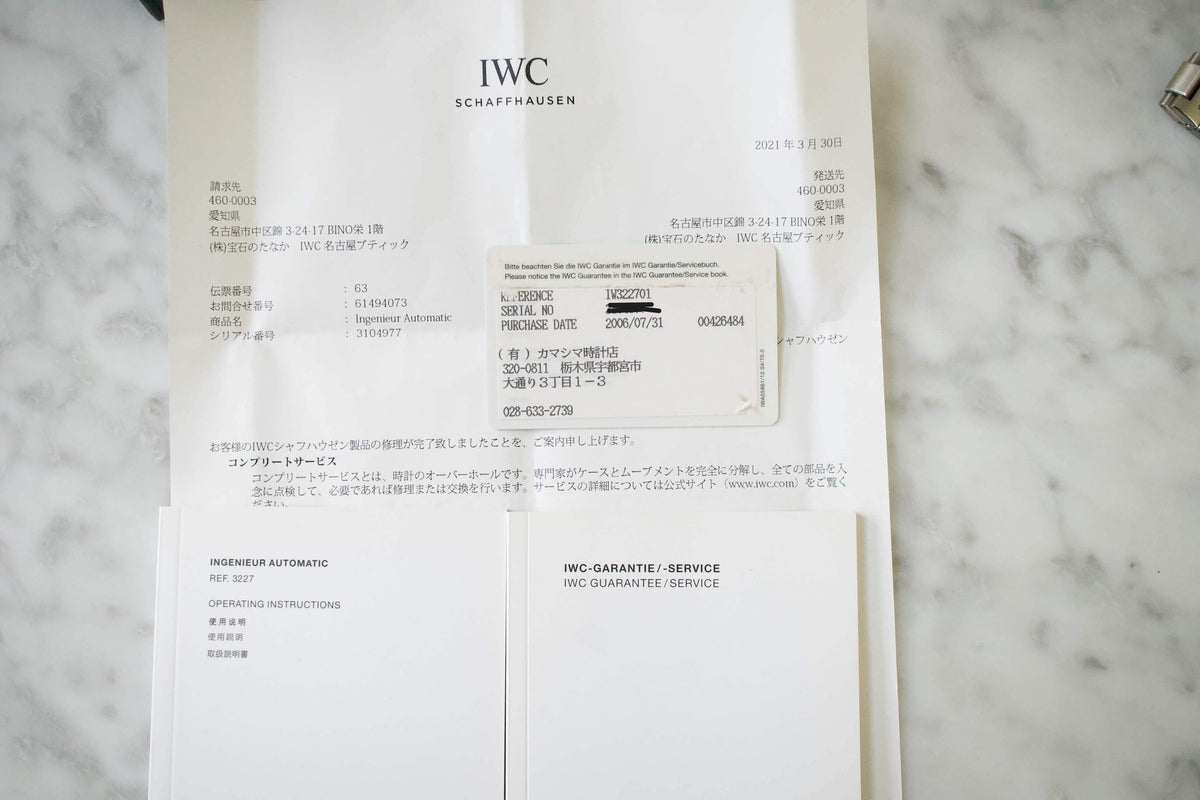 IWC
SCHAFFHAUSEN
2021 年 3 月 30日
請求先
460-0003
愛知県
名古屋市中区錦 3-24-17 BINO栄 1階
(株)宝石のたなか IWC 名古屋ブティック
発送先
460-0003
愛知県
名古屋市中区錦 3-24-17 BINO栄 1階
(株)宝石のたなか IWC 名古屋ブティック
伝票番号 : 63
お問合せ番号 : 61494073
商品名 : Ingenieur Automatic
シリアル番号 : 3104977
シャフハウゼン
Bitte beachten Sie die IWC Garantie im IWC Garantie/Servicebuch.
Please notice the IWC Guarantee in the IWC Guarantee/Service book.
REFERENCE IW322701
SERIAL NO
PURCHASE DATE 2006/07/31 00426484
(有) カマシマ時計店
320-0811 栃木県宇都宮市
大通り3丁目1-3
028-633-2739
お客様のIWCシャフハウゼン製品の修理が完了致しましたことを、ご案内申し上げます。
コンプリートサービス
コンプリートサービスとは、時計のオーバーホールです。専門家がケースとムーブメントを完全に分解し、全ての部品を入
念に点検して、必要であれば修理または交換を行います。サービスの詳細については公式サイト(www.iwc.com)をご覧く
ださい。
INGENIEUR AUTOMATIC
REF. 3227
OPERATING INSTRUCTIONS
使用说明
使用說明
取扱説明書
IWC-GARANTIE/-SERVICE
IWC GUARANTEE/SERVICE